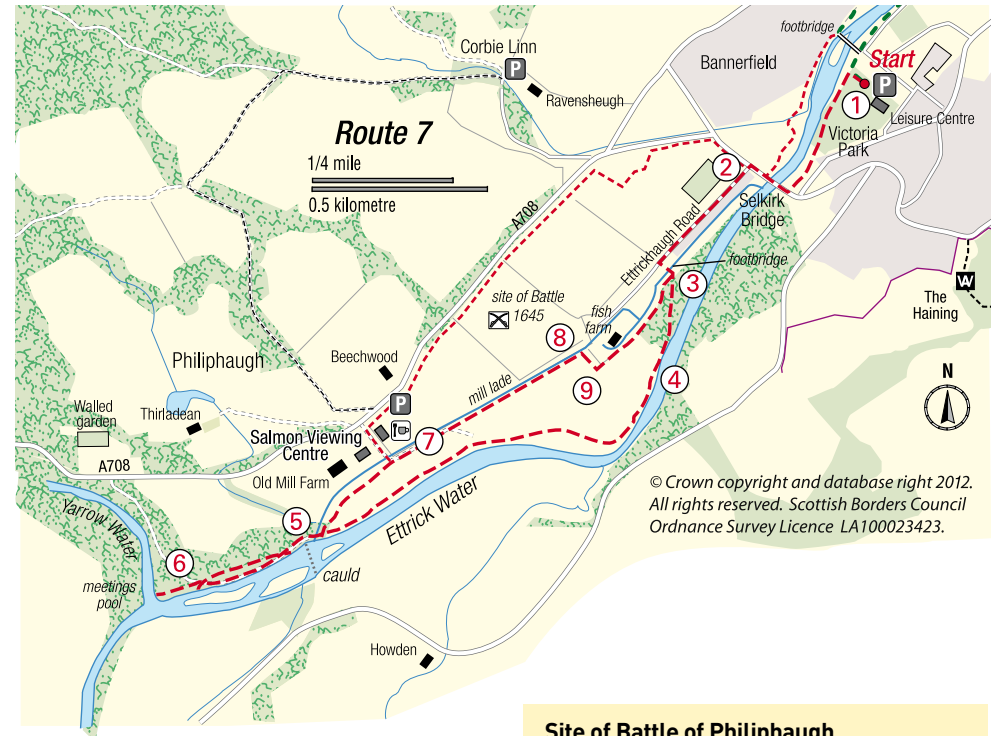 footbridge
Start
P
Corbie Linn
P
Bannerfield
Ravensheugh
1
Leisure Centre
Victoria
Park
Route 7
1/4 mile
0.5 kilometre
2
A708
Selkirk
Bridge
Ettrickhaugh Road
footbridge
3
The
Haining
site of Battle
1645
fish
farm
8
Philiphaugh
Beechwood
mill lade
9
4
N
P
Walled
garden
Thirladean
Salmon Viewing
Centre
7
A708
Old Mill Farm
Ettrick Water
© Crown copyright and database right 2012.
All rights reserved. Scottish Borders Council
Ordnance Survey Licence LA100023423.
Yarrow Water
5
6
cauld
meetings
pool
Howden
Site of Battle of Philiphaugh